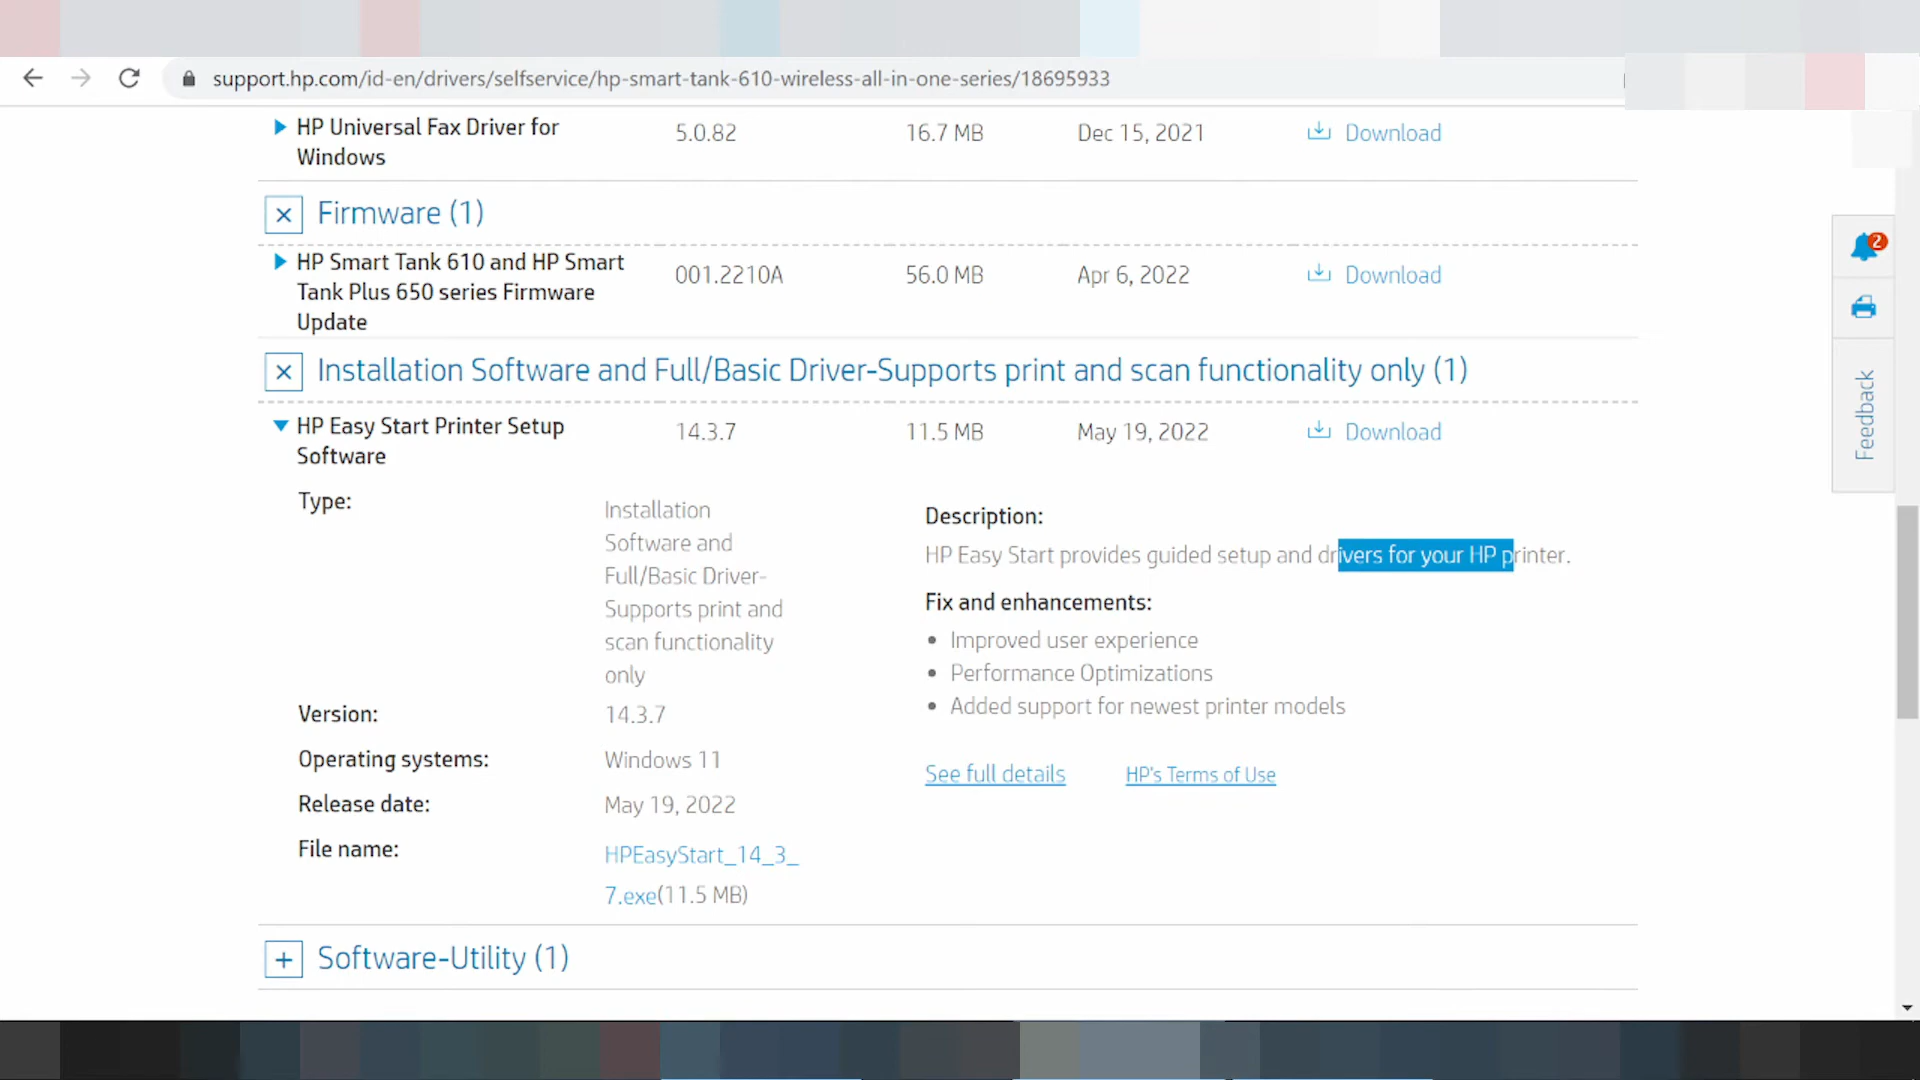 support.hp.com/id-en/drivers/selfservice/hp-smart-tank-610-wireless-all-in-one-series/18695933
HP Universal Fax Driver for
Windows
5.0.82
16.7 MB
Dec 15, 2021
Download
Firmware (1)
HP Smart Tank 610 and HP Smart
Tank Plus 650 series Firmware
Update
001.2210A
56.0 MB
Apr 6, 2022
Download
Installation Software and Full/Basic Driver-Supports print and scan functionality only (1)
HP Easy Start Printer Setup
Software
14.3.7
11.5 MB
May 19, 2022
Download
Type:
Installation
Software and
Full/Basic Driver-
Supports print and
scan functionality
only
Version:
14.3.7
Operating systems:
Windows 11
Release date:
May 19, 2022
File name:
HPEasyStart_14_3_
7.exe(11.5 MB)
Description:
HP Easy Start provides guided setup and drivers for your HP printer.
Fix and enhancements:
• Improved user experience
• Performance Optimizations
• Added support for newest printer models
See full details
HP's Terms of Use
Software-Utility (1)
2
Feedback